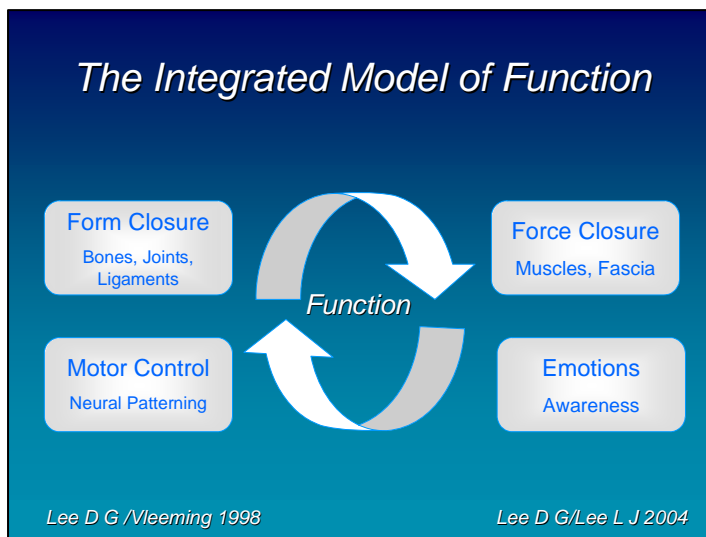 The Integrated Model of Function
Form Closure
Bones, Joints,
Ligaments
Force Closure
Muscles, Fascia
Function
Motor Control
Neural Patterning
Emotions
Awareness
Lee D G /Vleeming 1998
Lee D G/Lee L J 2004